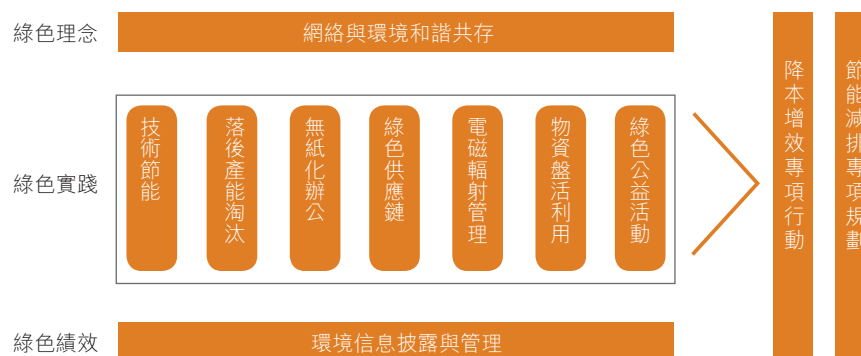 綠色理念
網絡與環境和諧共存
綠色實踐
技術節能
落後產能淘汰
無紙化辦公
綠色供應鏈
電磁輻射管理
物資盤活利用
綠色公益活動
綠色績效
環境信息披露與管理
降本增效專項行動
節能減排專項規劃